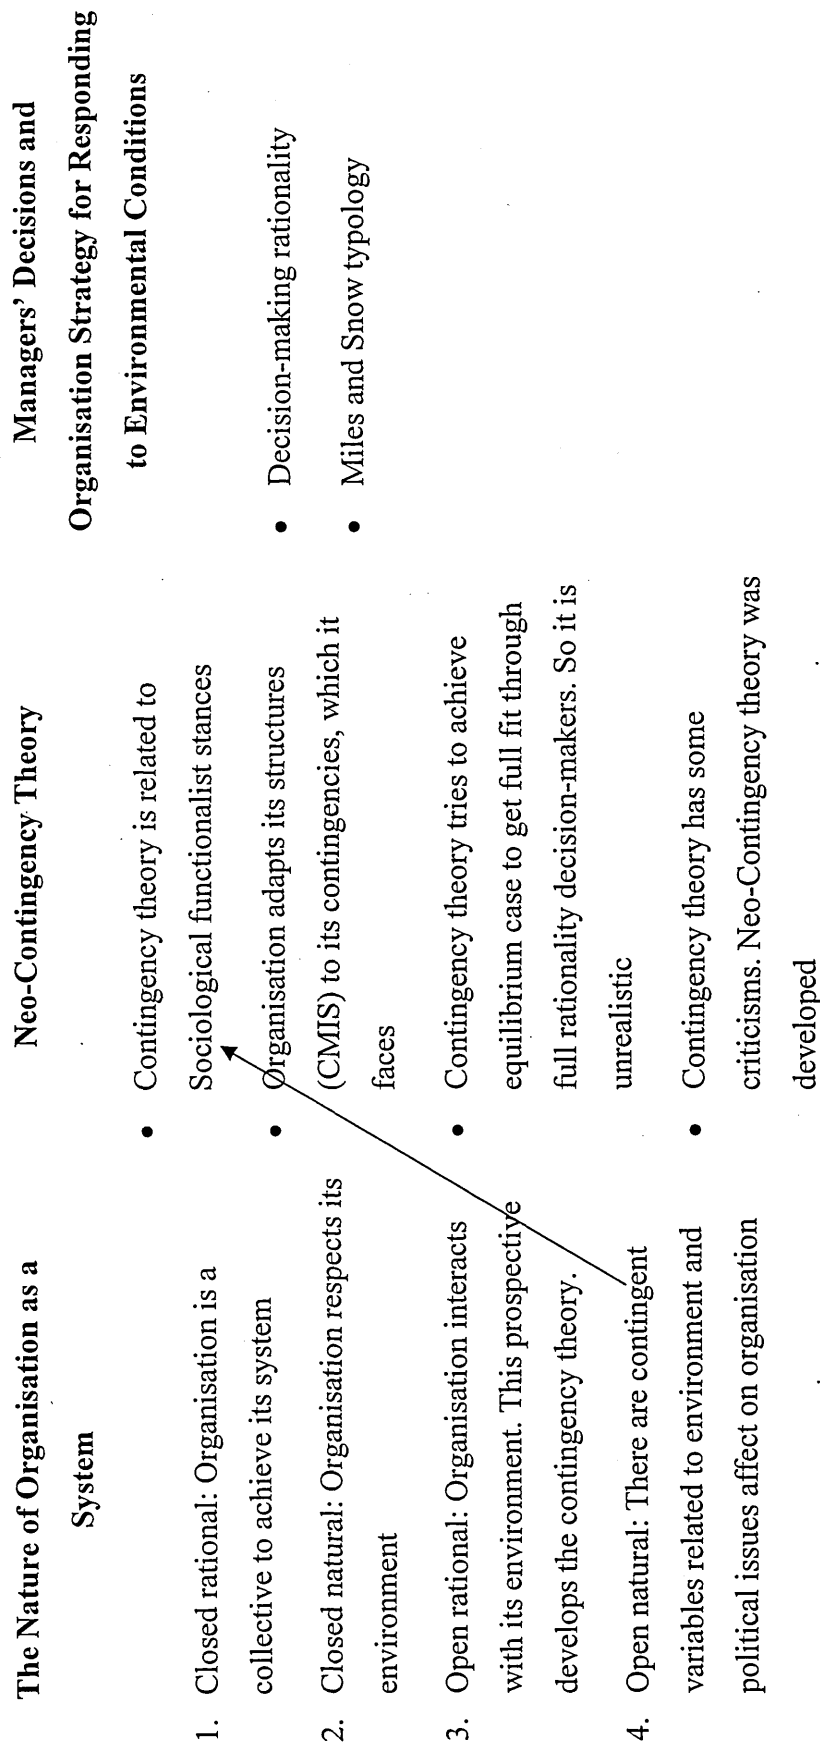 The Nature of Organisation as a
System
1. Closed rational: Organisation is a
collective to achieve its system
2. Closed natural: Organisation respects its
environment
3. Open rational: Organisation interacts
with its environment. This prospective
develops the contingency theory.
4. Open natural: There are contingent
variables related to environment and
political issues affect on organisation
Neo-Contingency Theory
• Contingency theory is related to
Sociological functionalist stances
• Organisation adapts its structures
(CMIS) to its contingencies, which it
faces
• Contingency theory tries to achieve
equilibrium case to get full fit through
full rationality decision-makers. So it is
unrealistic
• Contingency theory has some
criticisms. Neo-Contingency theory was
developed
Managers’ Decisions and
Organisation Strategy for Responding
to Environmental Conditions
• Decision-making rationality
• Miles and Snow typology